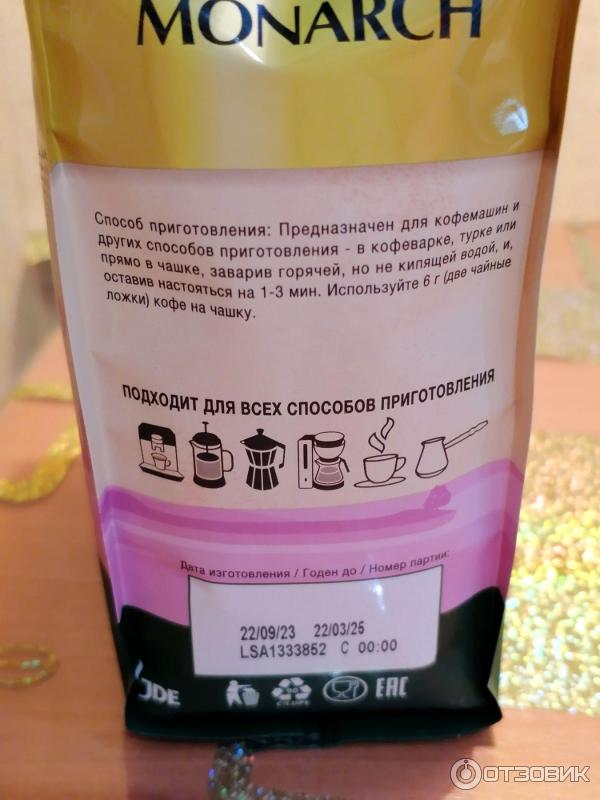 MONARCH
Способ приготовления: Предназначен для кофемашин и
других способов приготовления - в кофеварке, турке или
прямо в чашке, заварив горячей, но не кипящей водой, и,
оставив настояться на 1-3 мин. Используйте 6 г (две чайные
ложки) кофе на чашку.
ПОДХОДИТ ДЛЯ ВСЕХ СПОСОБОВ ПРИГОТОВЛЕНИЯ
Дата изготовления / Годен до / Номер партии:
22/09/23 22/03/25
LSA1333852 C 00:00
JDE
EAC
ОТЗОВИК